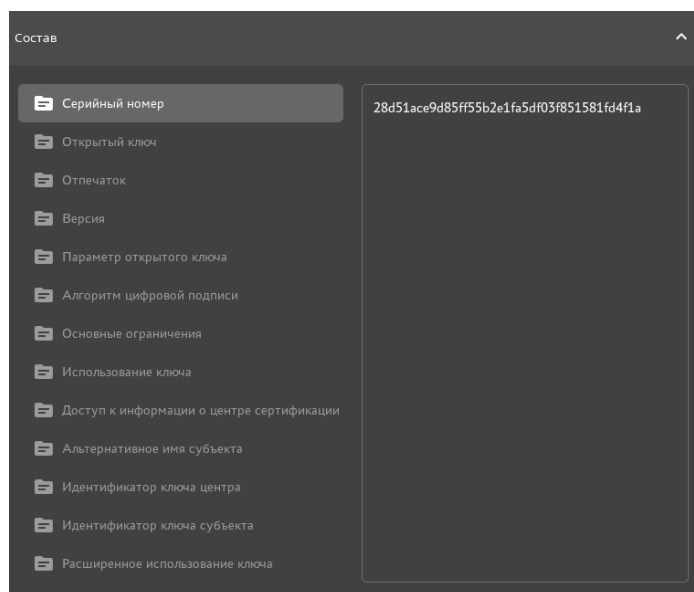 Состав
Серийный номер
28d51ace9d85ff55b2e1fa5df03f851581fd4f1a
Открытый ключ
Отпечаток
Версия
Параметр открытого ключа
Алгоритм цифровой подписи
Основные ограничения
Использование ключа
Доступ к информации о центре сертификации
Альтернативное имя субъекта
Идентификатор ключа центра
Идентификатор ключа субъекта
Расширенное использование ключа